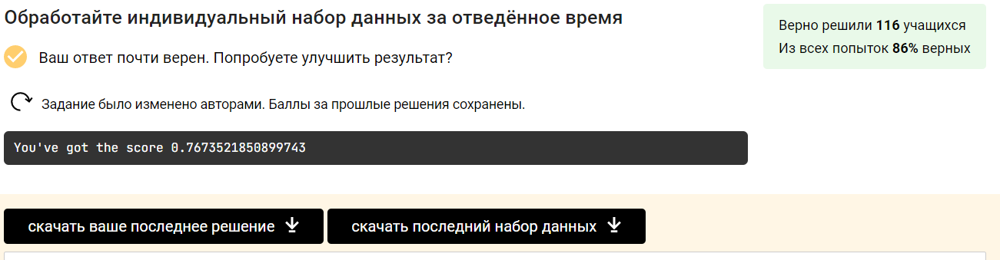 Обработайте индивидуальный набор данных за отведённое время
Верно решили 116 учащихся
Из всех попыток 86% верных
Ваш ответ почти верен. Попробуете улучшить результат?
Задание было изменено авторами. Баллы за прошлые решения сохранены.
You've got the score 0.7673521850899743
скачать ваше последнее решение
скачать последний набор данных